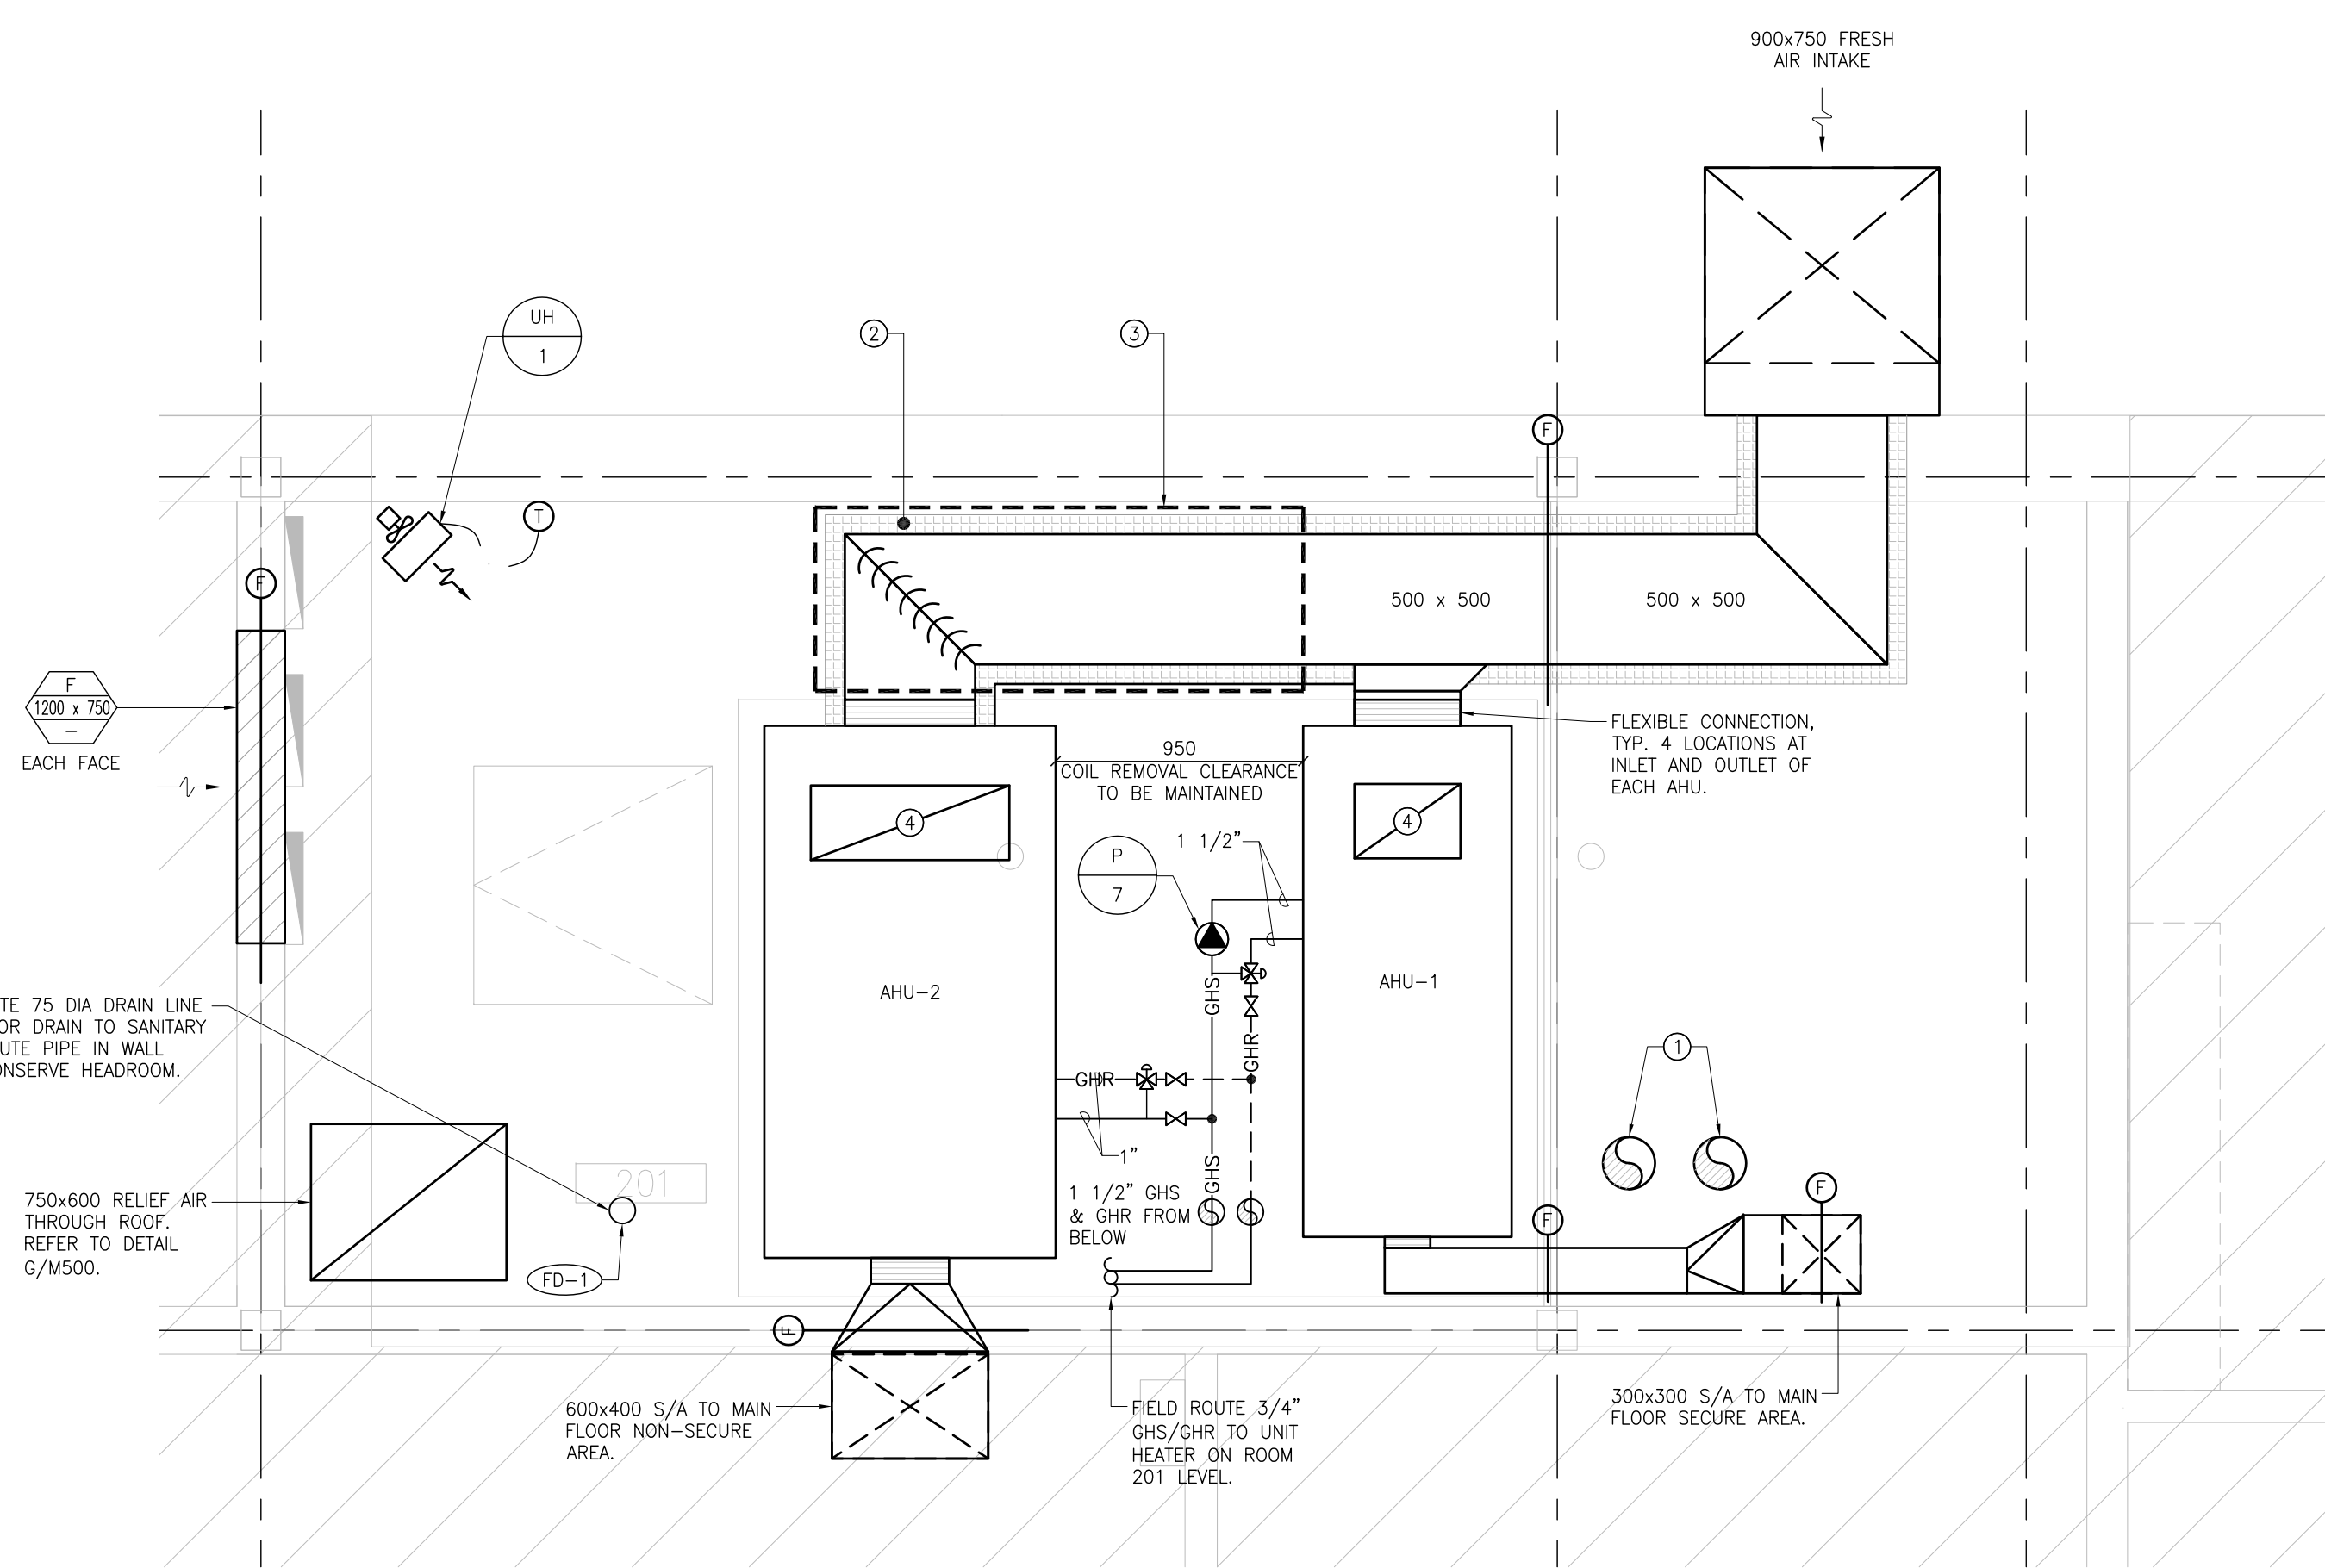 900x750 FRESH
AIR INTAKE
UH
1
2
3
F
T
F
500 x 500
500 x 500
F
1200 x 750
–
EACH FACE
FLEXIBLE CONNECTION,
TYP. 4 LOCATIONS AT
INLET AND OUTLET OF
EACH AHU.
950
COIL REMOVAL CLEARANCE
TO BE MAINTAINED
4
4
P
7
1 1/2”
AHU–2
AHU–1
GHS
GHR
TE 75 DIA DRAIN LINE
OR DRAIN TO SANITARY
UTE PIPE IN WALL
ONSERVE HEADROOM.
1
GHR
1”
GHS
201
750x600 RELIEF AIR
THROUGH ROOF.
REFER TO DETAIL
G/M500.
FD–1
1 1/2” GHS
& GHR FROM
BELOW
F
F
F
600x400 S/A TO MAIN
FLOOR NON–SECURE
AREA.
FIELD ROUTE 3/4”
GHS/GHR TO UNIT
HEATER ON ROOM
201 LEVEL.
300x300 S/A TO MAIN
FLOOR SECURE AREA.